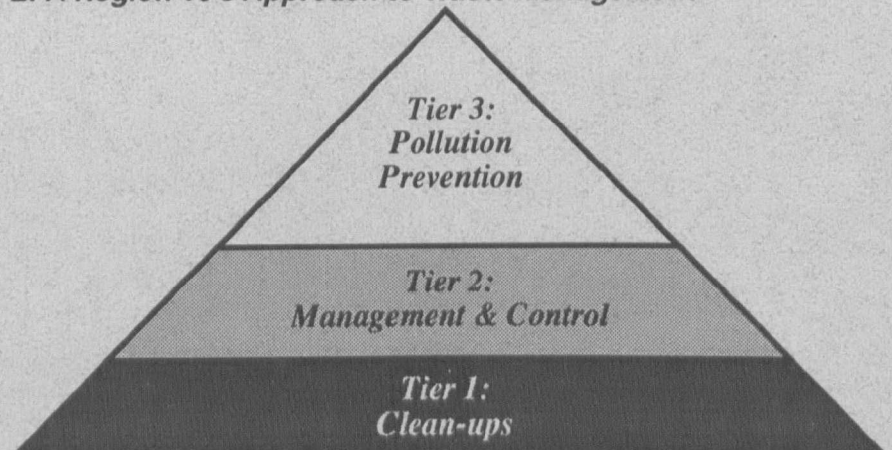 Tier 3:
Pollution
Prevention
Tier 2:
Management & Control
Tier 1:
Clean-ups